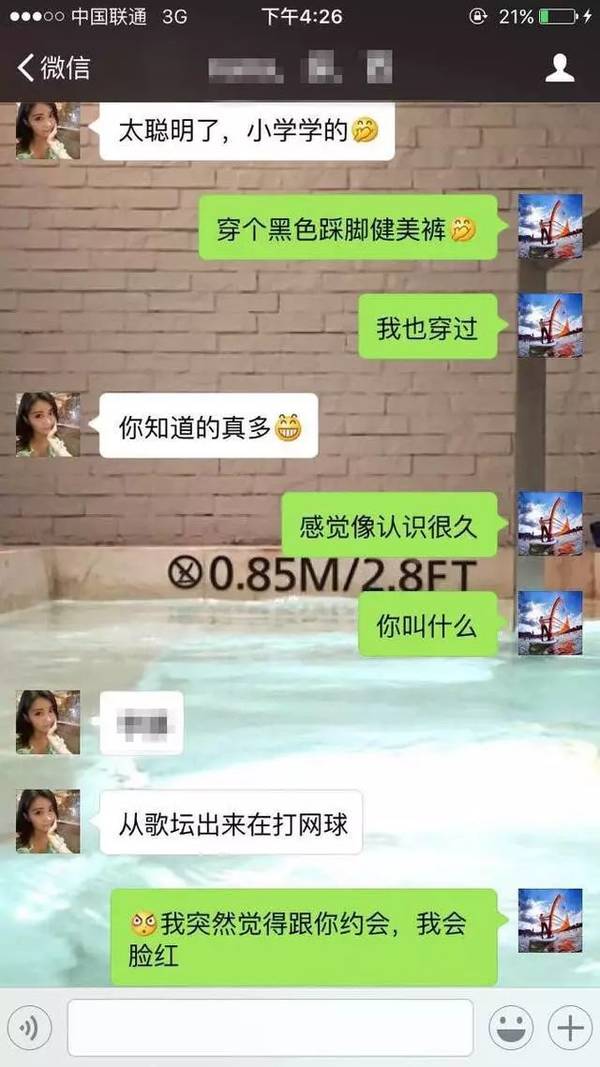 中国联通 3G
下午4:26
21%
微信
太聪明了，小学学的
穿个黑色踩脚健美裤
我也穿过
你知道的真多
感觉像认识很久
0.85M/2.8FT
你叫什么
从歌坛出来在打网球
我突然觉得跟你约会，我会
脸红